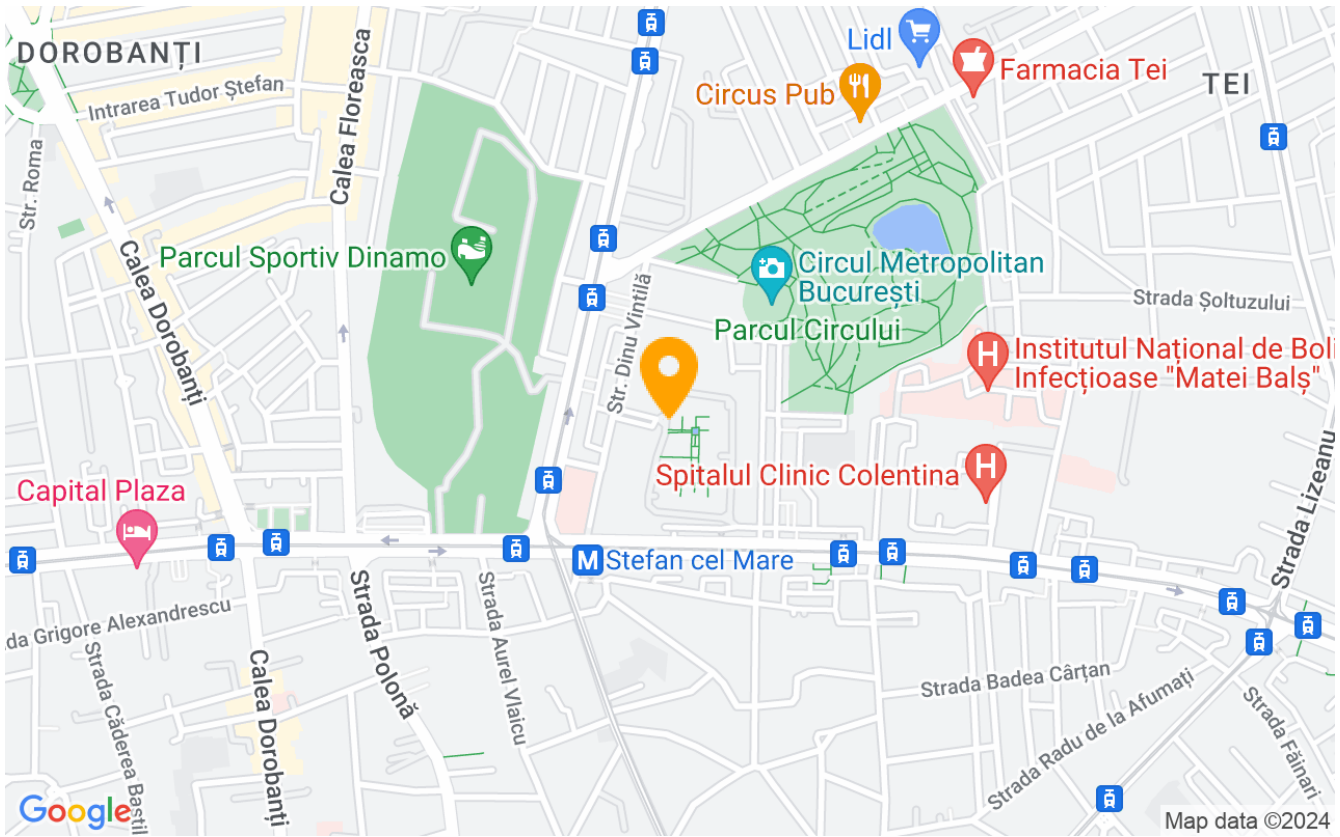 DOROBANȚI
Intrarea Tudor Ștefan
Calea Floreasca
Lidl
Circus Pub
Farmacia Tei
TEI
Str. Roma
Calea Dorobanți
Parcul Sportiv Dinamo
Str. Dinu Vintilă
Circul Metropolitan
București
Parcul Circului
Strada Șoltuzului
Institutul Național de Boli
Infecțioase "Matei Balș"
Spitalul Clinic Colentina
Strada Lizeanu
Capital Plaza
M Stefan cel Mare
da Grigore Alexandrescu
Strada Căderea Bastil
Calea Dorobanți
Strada Polonă
Strada Aurel Vlaicu
Strada Badea Cârțan
Strada Radu de la Afumați
Strada Făinari
Google
Map data ©2024